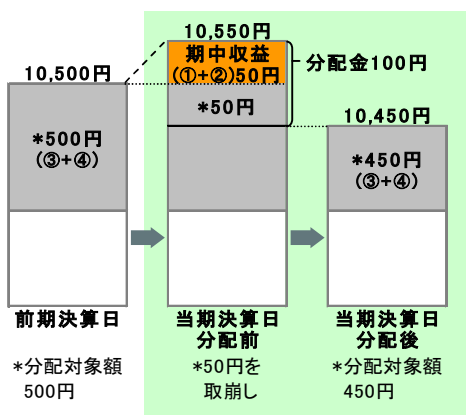 10,550円
期中収益
(①+②)50円
分配金100円
10,500円
*50円
10,450円
*500円
(③+④)
*450円
(③+④)
前期決算日
当期決算日
分配前
当期決算日
分配後
*分配対象額
500円
*50円を
取崩し
*分配対象額
450円